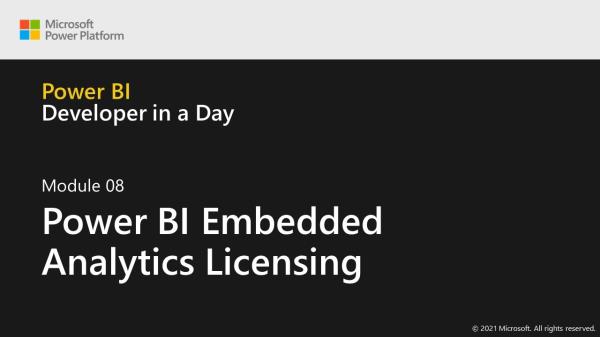 Microsoft
Power Platform
Power BI
Developer in a Day
Module 08
Power BI Embedded
Analytics Licensing
© 2021 Microsoft. All rights reserved.